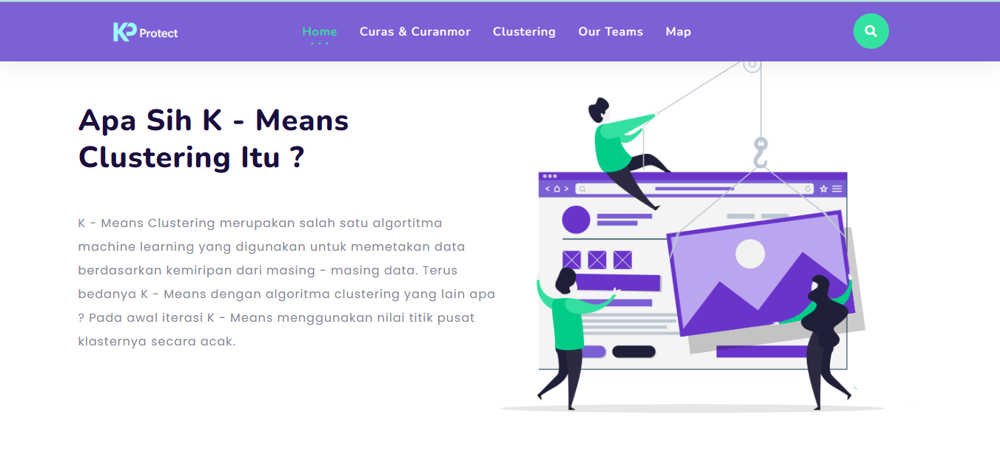 KP Protect
Home
Curas & Curanmor
Clustering
Our Teams
Map
Apa Sih K - Means
Clustering Itu ?
K - Means Clustering merupakan salah satu algortitma
machine learning yang digunakan untuk memetakan data
berdasarkan kemiripan dari masing - masing data. Terus
bedanya K - Means dengan algoritma clustering yang lain apa
? Pada awal iterasi K - Means menggunakan nilai titik pusat
klasternya secara acak.